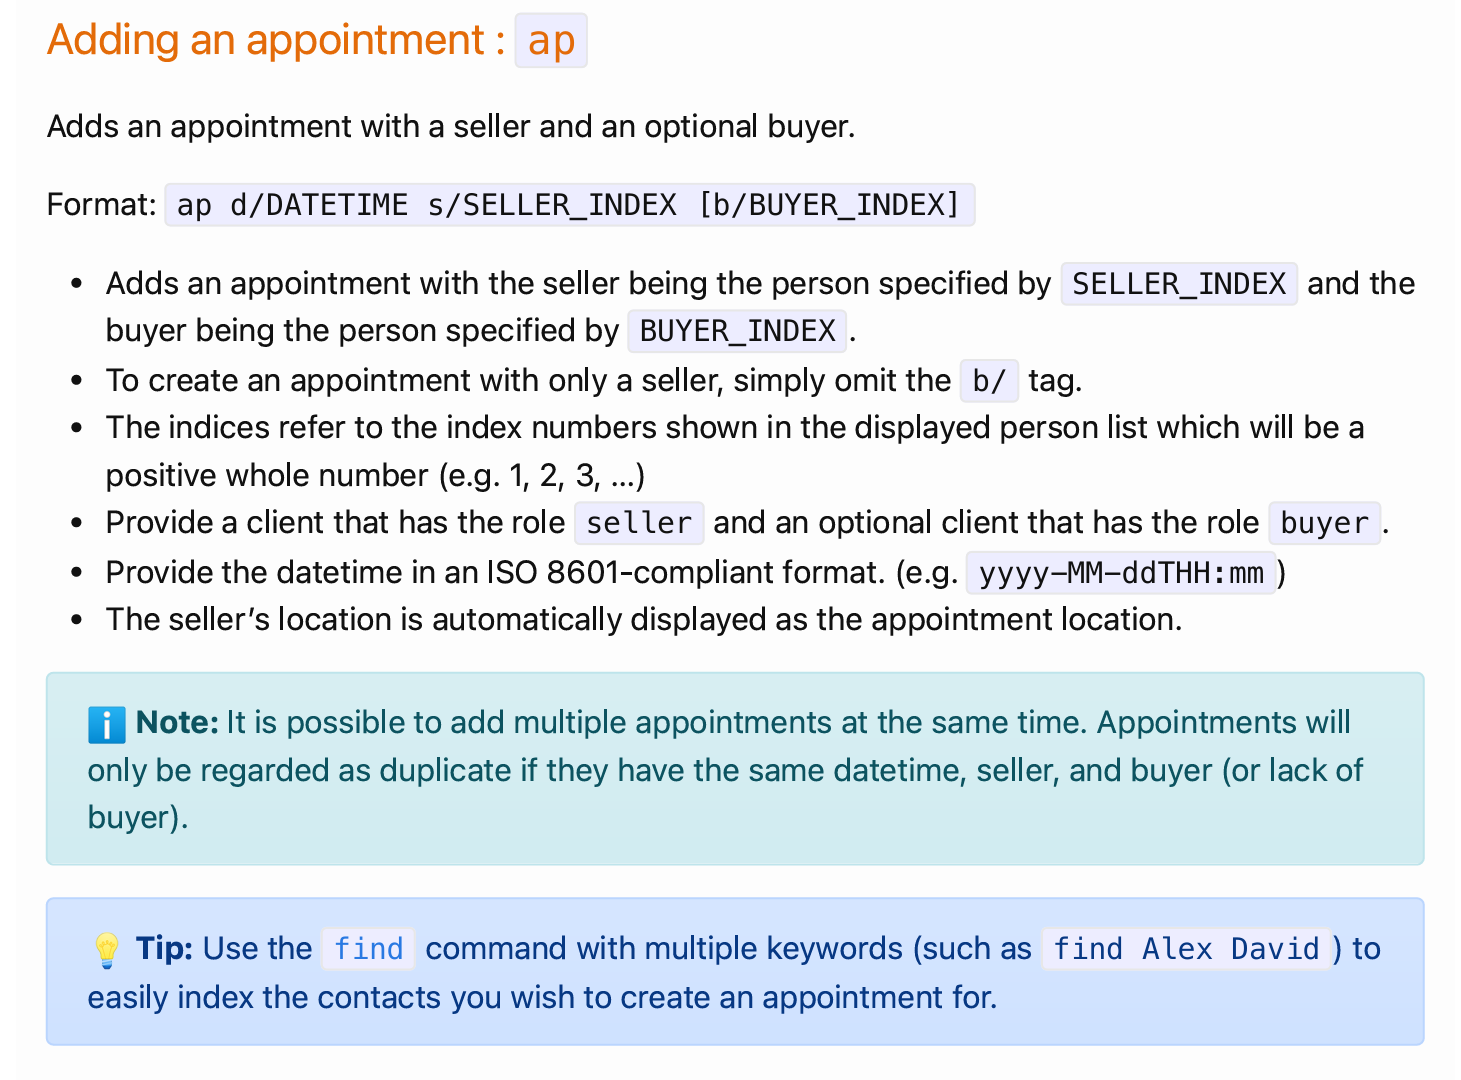 Adding an appointment : ap
Adds an appointment with a seller and an optional buyer.
Format: ap d/DATETIME s/SELLER_INDEX [b/BUYER_INDEX]
• Adds an appointment with the seller being the person specified by SELLER_INDEX and the
buyer being the person specified by BUYER_INDEX.
• To create an appointment with only a seller, simply omit the b/ tag.
• The indices refer to the index numbers shown in the displayed person list which will be a
positive whole number (e.g. 1, 2, 3, …)
• Provide a client that has the role seller and an optional client that has the role buyer.
• Provide the datetime in an ISO 8601-compliant format. (e.g. yyyy-MM-ddTHH:mm)
• The seller’s location is automatically displayed as the appointment location.
ℹ️ Note: It is possible to add multiple appointments at the same time. Appointments will
only be regarded as duplicate if they have the same datetime, seller, and buyer (or lack of
buyer).
💡 Tip: Use the find command with multiple keywords (such as find Alex David) to
easily index the contacts you wish to create an appointment for.